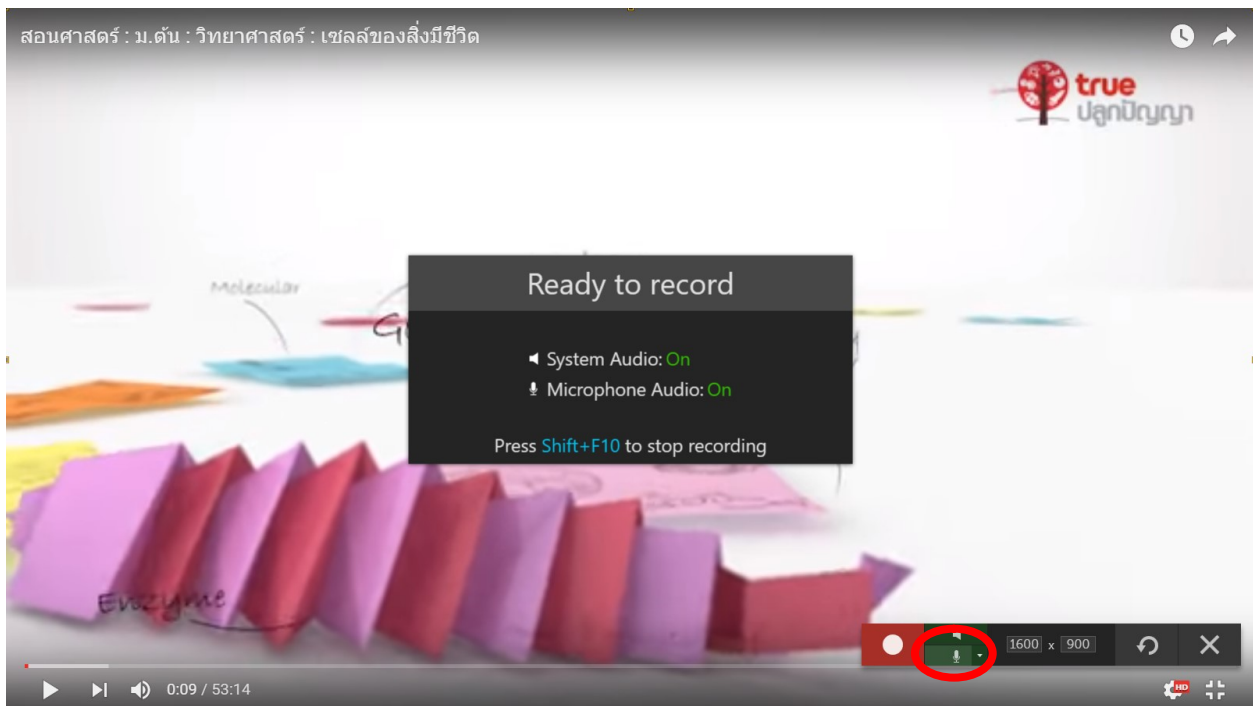 สอนศาสตร์ : ม.ต้น : วิทยาศาสตร์ : เซลล์ของสิ่งมีชีวิต
true
ปลูกปัญญา
Molecular
Ready to record
System Audio: On
Microphone Audio: On
Press Shift+F10 to stop recording
Enzyme
1600 x 900
0:09 / 53:14
HD